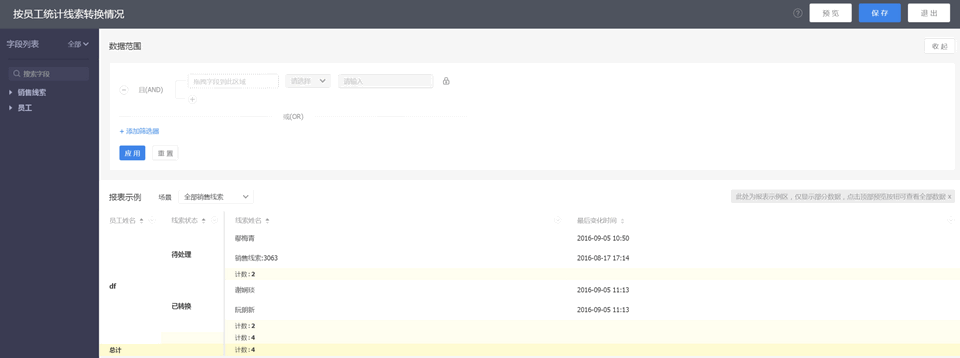 按员工统计线索转换情况
预 览
保 存
退 出
字段列表
全部
搜索字段
销售线索
员工
数据范围
收 起
且(AND)
拖拽字段到此区域
请选择
请输入
或(OR)
+ 添加筛选器
应 用
重 置
报表示例
场景
全部销售线索
此处为报表示例区，仅显示部分数据，点击顶部预览按钮可查看全部数据 x
员工姓名
线索状态
线索姓名
最后变化时间
鄢梅青
2016-09-05 10:50
待处理
销售线索:3063
2016-08-17 17:14
计数: 2
df
谢娴琰
2016-09-05 11:13
已转换
阮朗新
2016-09-05 11:13
计数: 2
计数: 4
总计
计数: 4